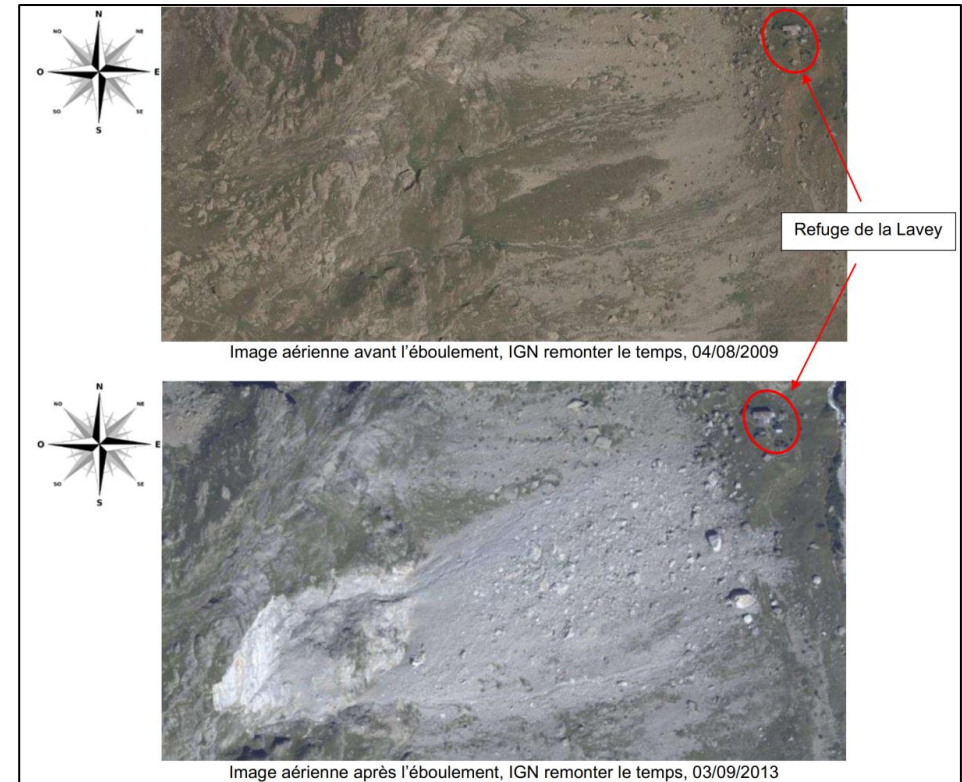 N
NO NE
O E
SO SE
S
Refuge de la Lavey
Image aérienne avant l'éboulement, IGN remonter le temps, 04/08/2009
N
NO NE
O E
SO SE
S
Image aérienne après l'éboulement, IGN remonter le temps, 03/09/2013